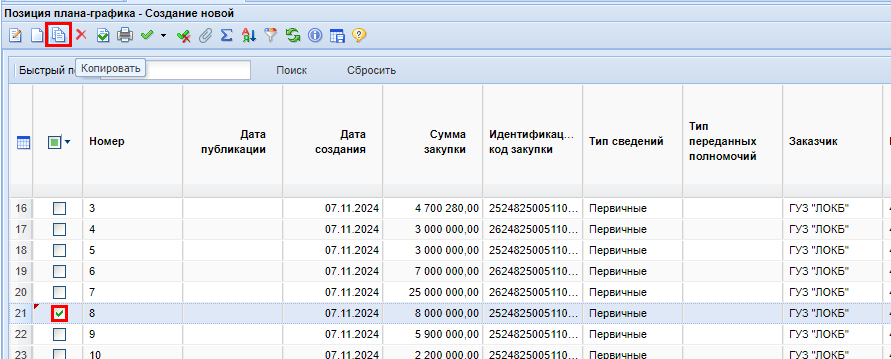 Позиция плана-графика - Создание новой
Быстрый по
Копировать
Поиск
Сбросить
Номер
Дата публикации
Дата создания
Сумма закупки
Идентификац... код закупки
Тип сведений
Тип переданных полномочий
Заказчик
16 3 07.11.2024 4 700 280,00 2524825005110... Первичные ГУЗ "ЛОКБ"
17 4 07.11.2024 3 000 000,00 2624825005110... Первичные ГУЗ "ЛОКБ"
18 5 07.11.2024 3 000 000,00 2524825005110... Первичные ГУЗ "ЛОКБ"
19 6 07.11.2024 7 000 000,00 2624825005110... Первичные ГУЗ "ЛОКБ"
20 7 07.11.2024 25 000 000,00 2624825005110... Первичные ГУЗ "ЛОКБ"
21 8 07.11.2024 8 000 000,00 2524825005110... Первичные ГУЗ "ЛОКБ"
22 9 07.11.2024 5 900 000,00 2524825005110... Первичные ГУЗ "ЛОКБ"
23 10 07.11.2024 2 200 000,00 2524825005110... Первичные ГУЗ "ЛОКБ"